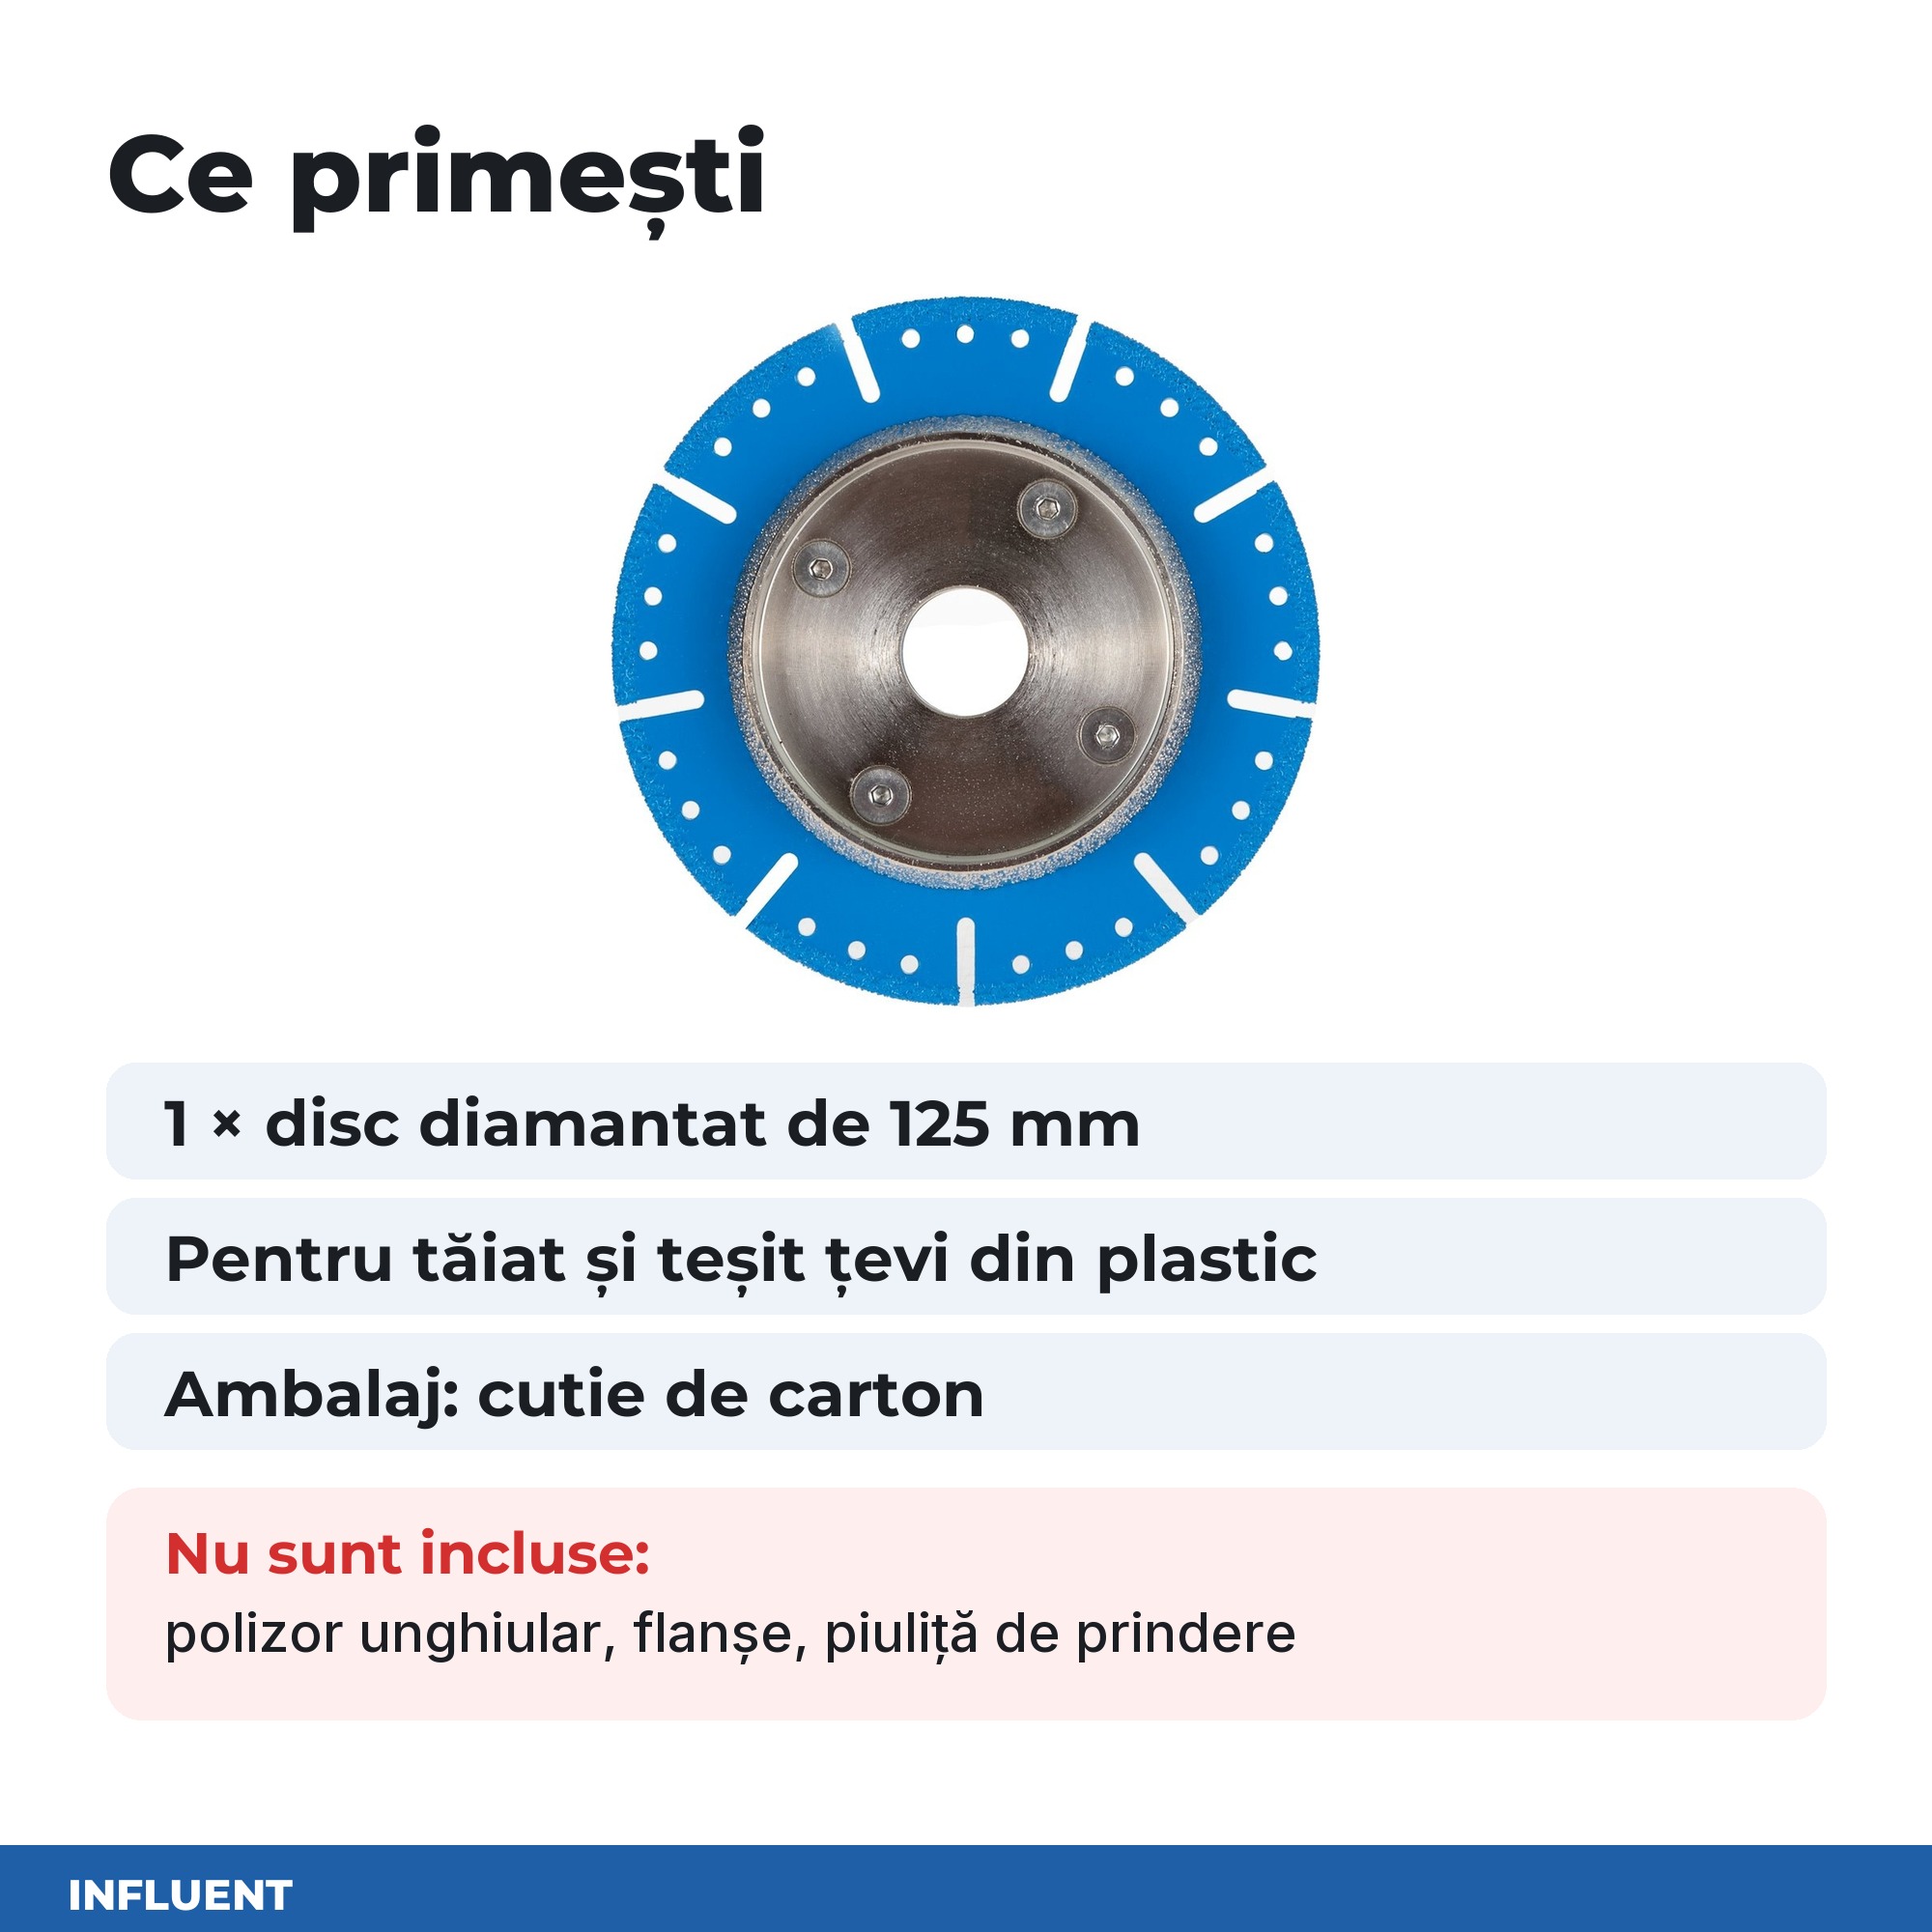 Ce primești
1 × disc diamantat de 125 mm
Pentru tăiat și teșit țevi din plastic
Ambalaj: cutie de carton
Nu sunt incluse:
polizor unghiular, flanșe, piuliță de prindere
INFLUENT